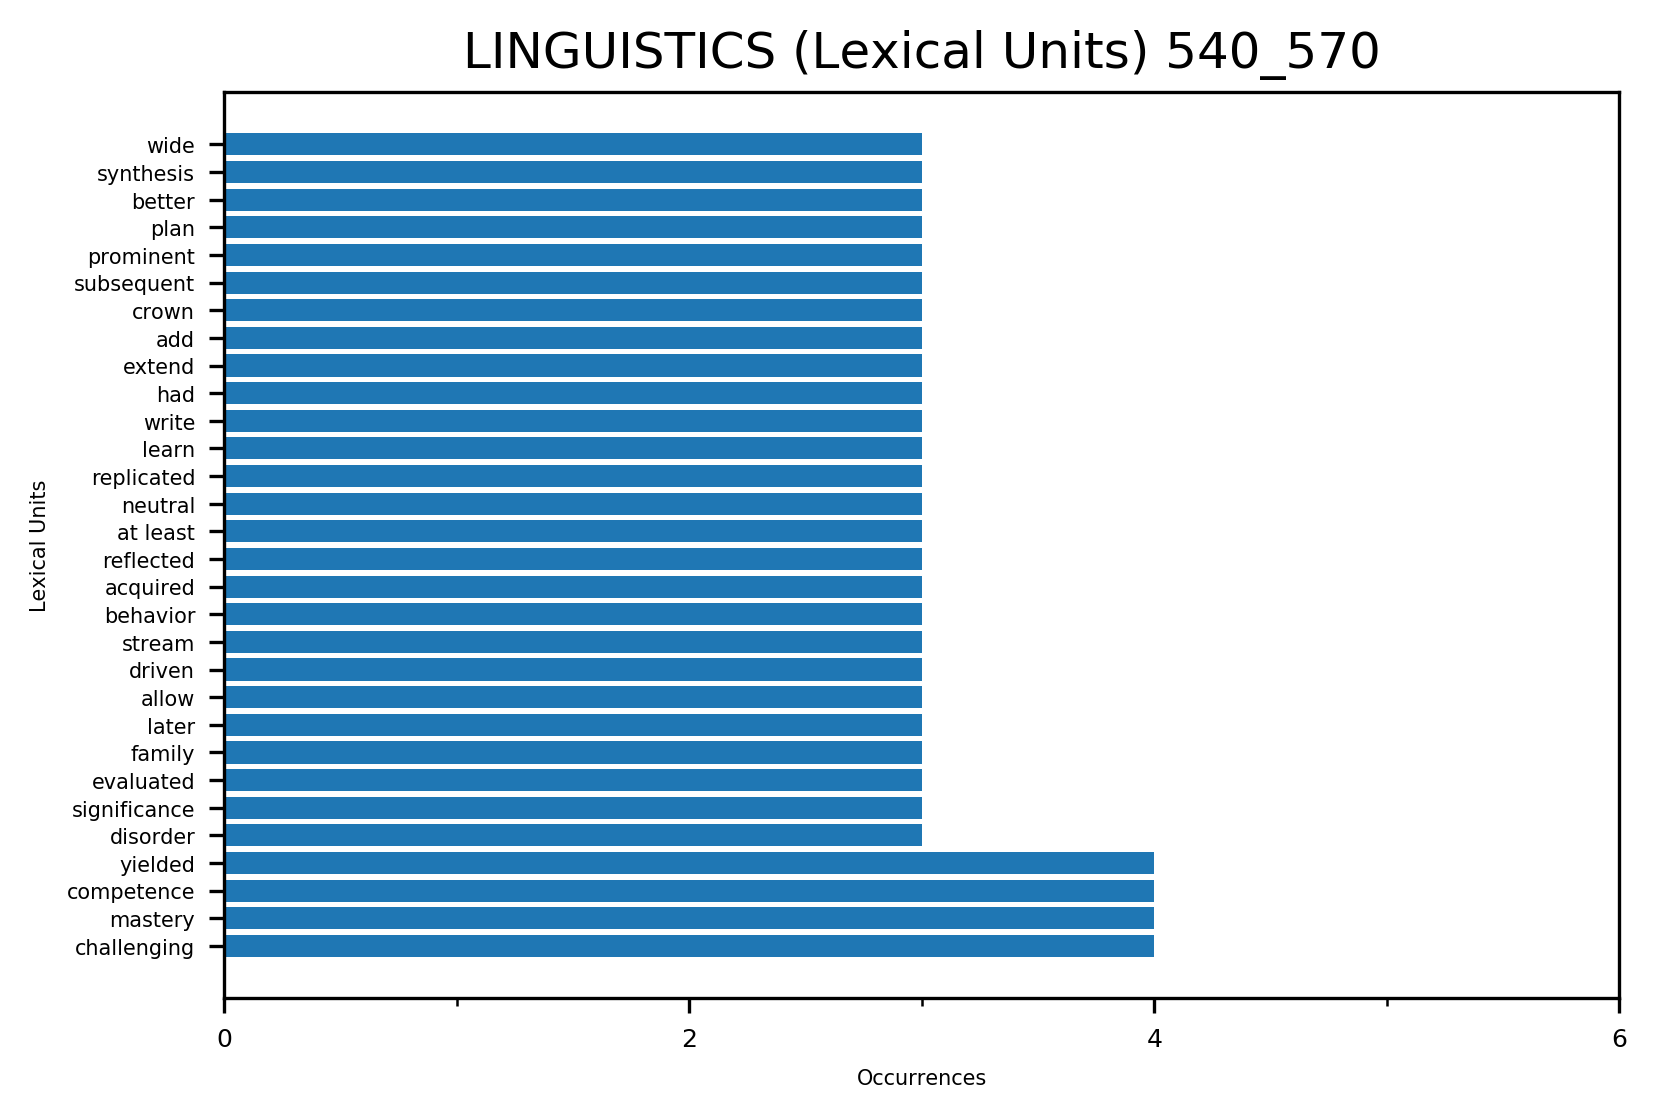 LINGUISTICS (Lexical Units) 540_570
wide
synthesis
better
plan
prominent
subsequent
crown
add
extend
had
write
learn
replicated
neutral
at least
reflected
acquired
behavior
stream
driven
allow
later
family
evaluated
significance
disorder
yielded
competence
mastery
challenging
Lexical Units
0 2 4 6
Occurrences